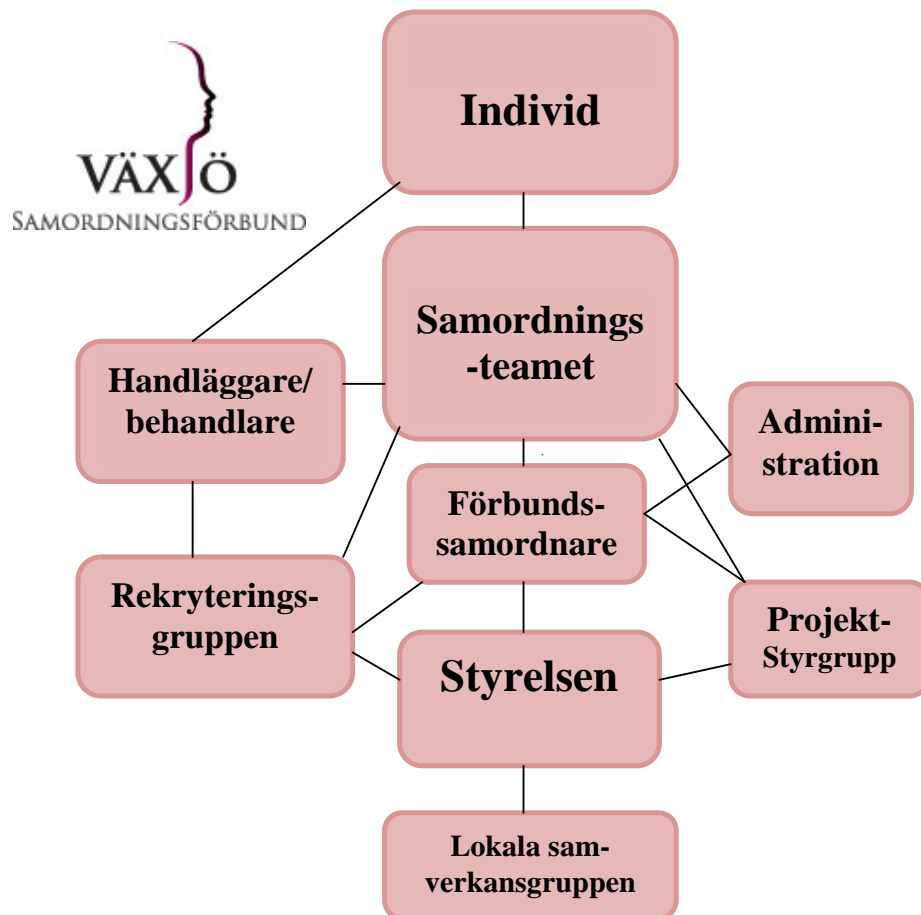 VÄXJÖ
SAMORDNINGSFÖRBUND
Individ
Samordnings
-teamet
Handläggare/
behandlare
Admini-
stration
Förbunds-
samordnare
Rekryterings-
gruppen
Projekt-
Styrgrupp
Styrelsen
Lokala sam-
verkansgruppen